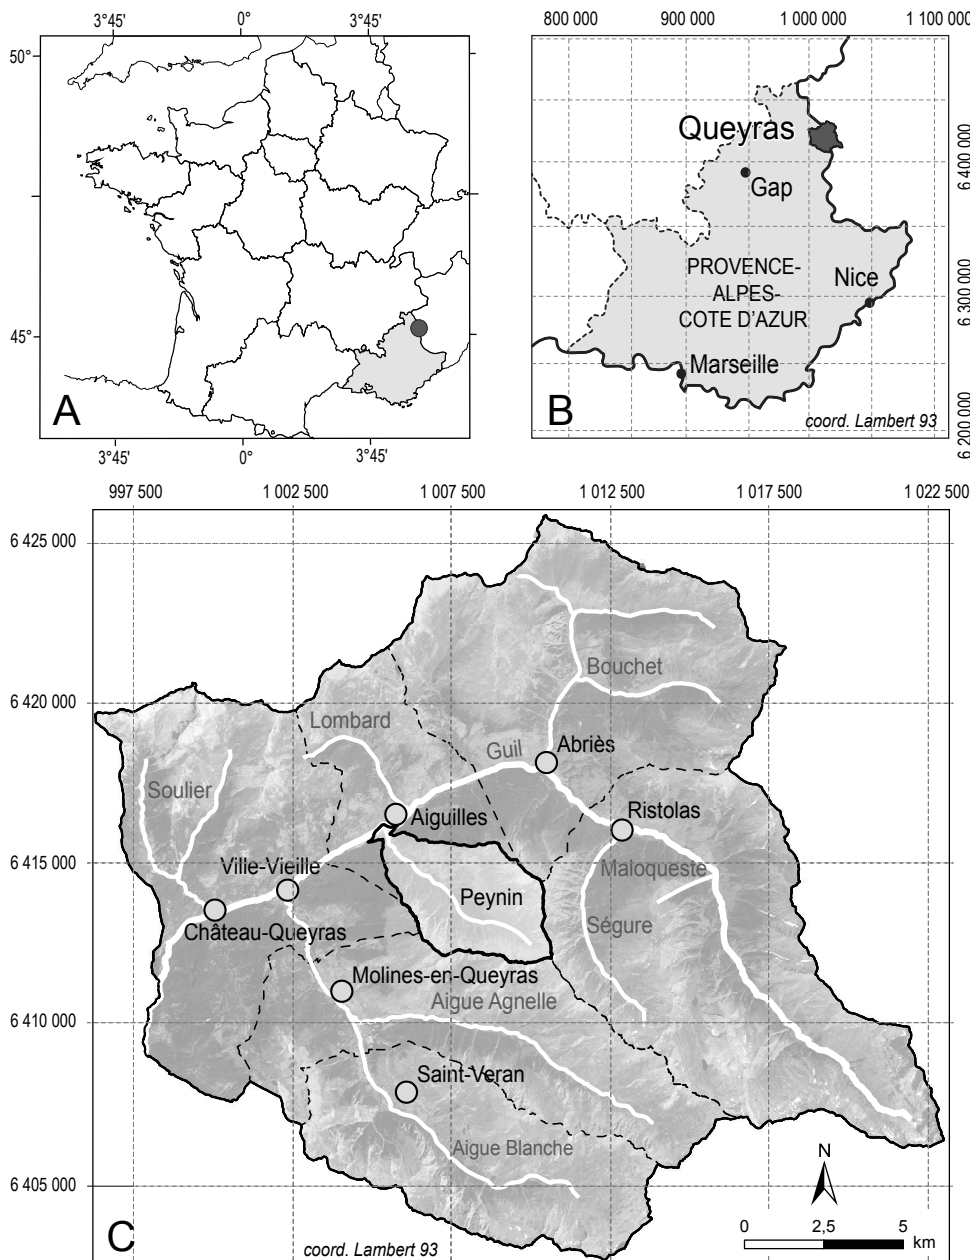 3°45' 0° 3°45'
50°
45°
A
3°45' 0° 3°45'
800 000 900 000 1 000 000 1 100 000
Queyras
Gap
PROVENCE-
ALPES-
COTE D'AZUR
Nice
Marseille
B
coord. Lambert 93
6 400 000
6 300 000
6 200 000
997 500 1 002 500 1 007 500 1 012 500 1 017 500 1 022 500
6 425 000
Bouchet
6 420 000
Lombard
Guil
Abriès
Soulier
Aiguilles
Ristolas
6 415 000
Ville-Vieille
Maloqueste
Peynin
Château-Queyras
Ségure
Molines-en-Queyras
Aigue Agnelle
6 410 000
Saint-Veran
Aigue Blanche
N
6 405 000
C
coord. Lambert 93
0 2,5 5
km